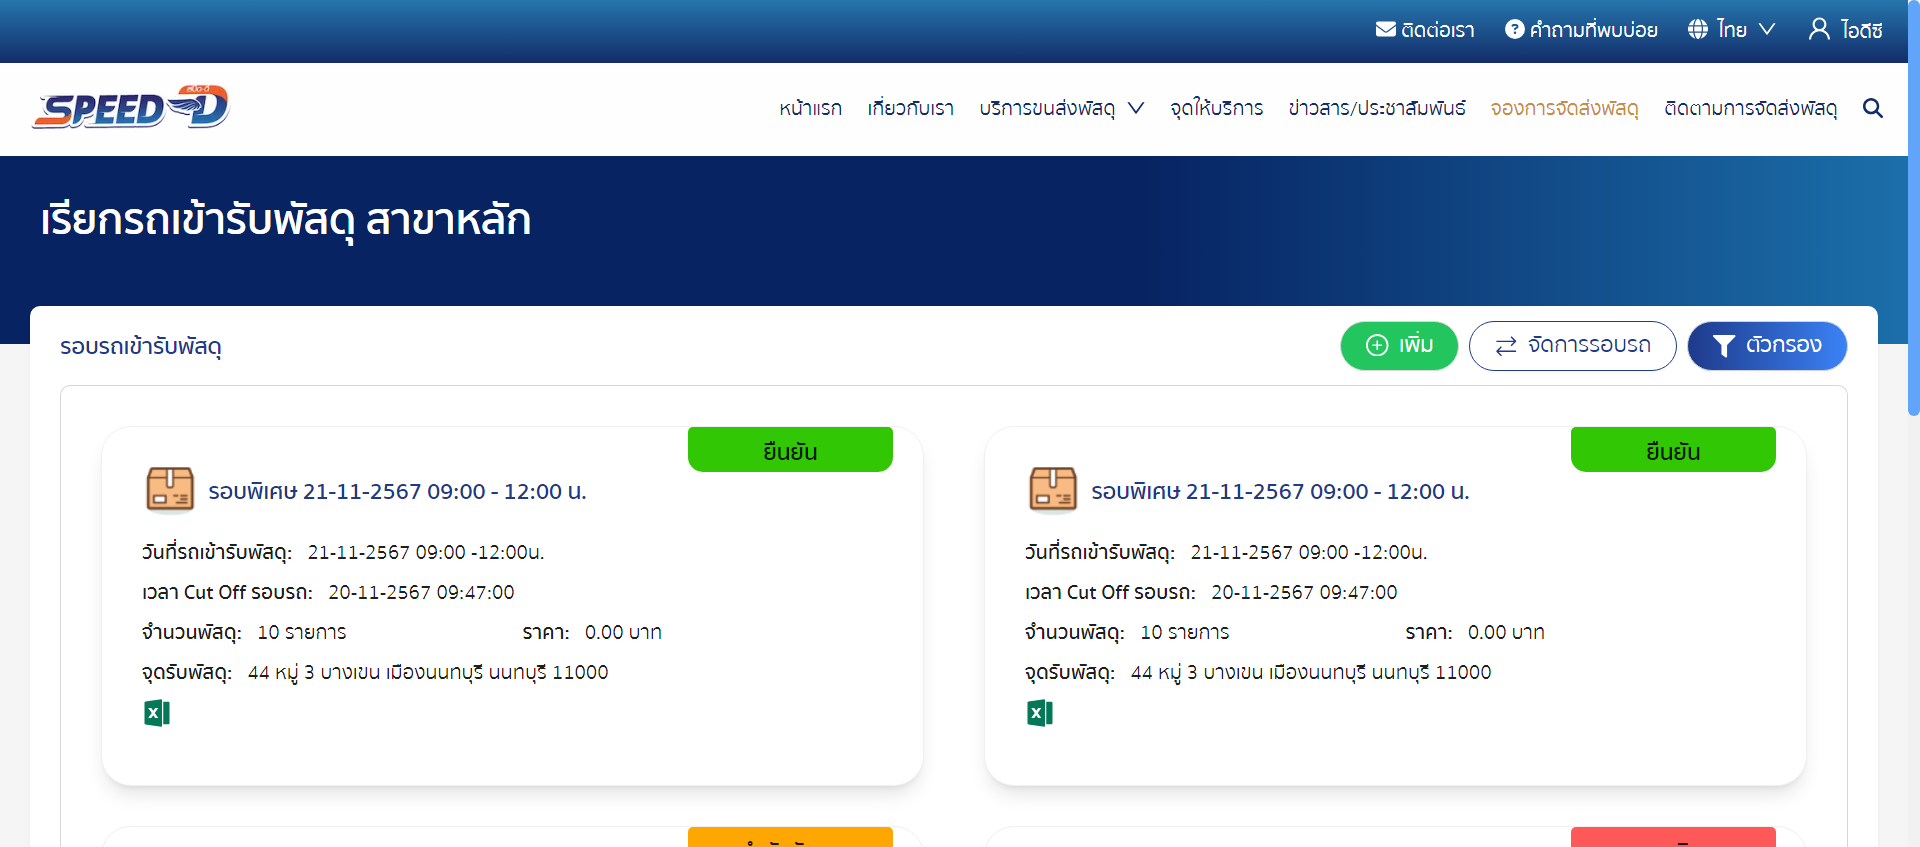 ติดต่อเรา คำถามที่พบบ่อย ไทย ไอดีซี
SPEED-D สปีด-ดี
หน้าแรก เกี่ยวกับเรา บริการขนส่งพัสดุ จุดให้บริการ ข่าวสาร/ประชาสัมพันธ์ จองการจัดส่งพัสดุ ติดตามการจัดส่งพัสดุ
เรียกรถเข้ารับพัสดุ สาขาหลัก
รอบรถเข้ารับพัสดุ
เพิ่ม จัดการรอบรถ ตัวกรอง
ยืนยัน
รอบพิเศษ 21-11-2567 09:00 - 12:00 น.
วันที่รถเข้ารับพัสดุ: 21-11-2567 09:00 -12:00น.
เวลา Cut Off รอบรถ: 20-11-2567 09:47:00
จำนวนพัสดุ: 10 รายการ ราคา: 0.00 บาท
จุดรับพัสดุ: 44 หมู่ 3 บางเขน เมืองนนทบุรี นนทบุรี 11000
ยืนยัน
รอบพิเศษ 21-11-2567 09:00 - 12:00 น.
วันที่รถเข้ารับพัสดุ: 21-11-2567 09:00 -12:00น.
เวลา Cut Off รอบรถ: 20-11-2567 09:47:00
จำนวนพัสดุ: 10 รายการ ราคา: 0.00 บาท
จุดรับพัสดุ: 44 หมู่ 3 บางเขน เมืองนนทบุรี นนทบุรี 11000